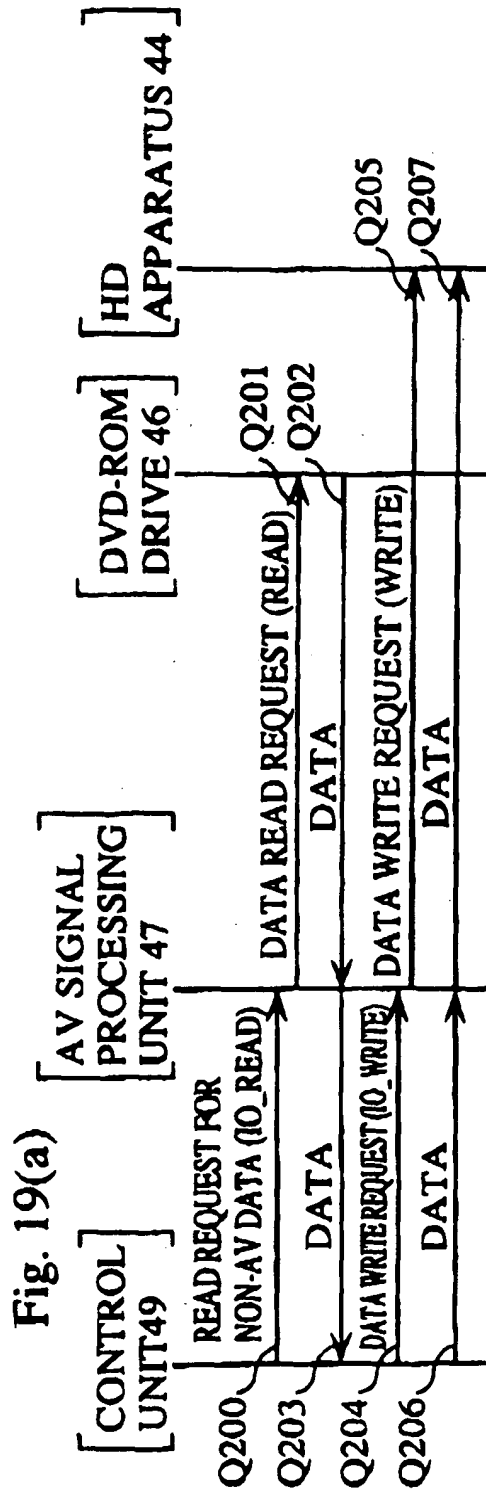 Fig. 19(a)
CONTROL
UNIT49
AV SIGNAL
PROCESSING
UNIT 47
DVD-ROM
DRIVE 46
HD
APPARATUS 44
Q200
READ REQUEST FOR
NON-AV DATA (IO_READ)
DATA READ REQUEST (READ)
Q201
Q202
Q203
DATA
DATA
Q204
DATA WRITE REQUEST (IO_WRITE)
DATA WRITE REQUEST (WRITE)
Q205
Q206
DATA
DATA
Q207